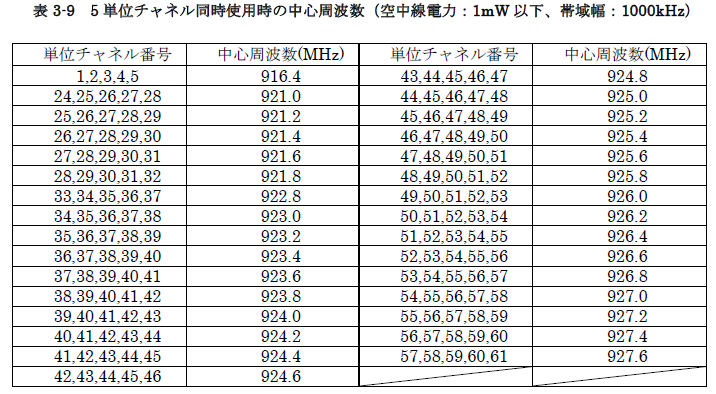 表 3-9 5 単位チャネル同時使用時の中心周波数（空中線電力：1mW 以下、帯域幅：1000kHz）
単位チャネル番号 中心周波数(MHz) 単位チャネル番号 中心周波数(MHz)
1,2,3,4,5 916.4 43,44,45,46,47 924.8
24,25,26,27,28 921.0 44,45,46,47,48 925.0
25,26,27,28,29 921.2 45,46,47,48,49 925.2
26,27,28,29,30 921.4 46,47,48,49,50 925.4
27,28,29,30,31 921.6 47,48,49,50,51 925.6
28,29,30,31,32 921.8 48,49,50,51,52 925.8
33,34,35,36,37 922.8 49,50,51,52,53 926.0
34,35,36,37,38 923.0 50,51,52,53,54 926.2
35,36,37,38,39 923.2 51,52,53,54,55 926.4
36,37,38,39,40 923.4 52,53,54,55,56 926.6
37,38,39,40,41 923.6 53,54,55,56,57 926.8
38,39,40,41,42 923.8 54,55,56,57,58 927.0
39,40,41,42,43 924.0 55,56,57,58,59 927.2
40,41,42,43,44 924.2 56,57,58,59,60 927.4
41,42,43,44,45 924.4 57,58,59,60,61 927.6
42,43,44,45,46 924.6